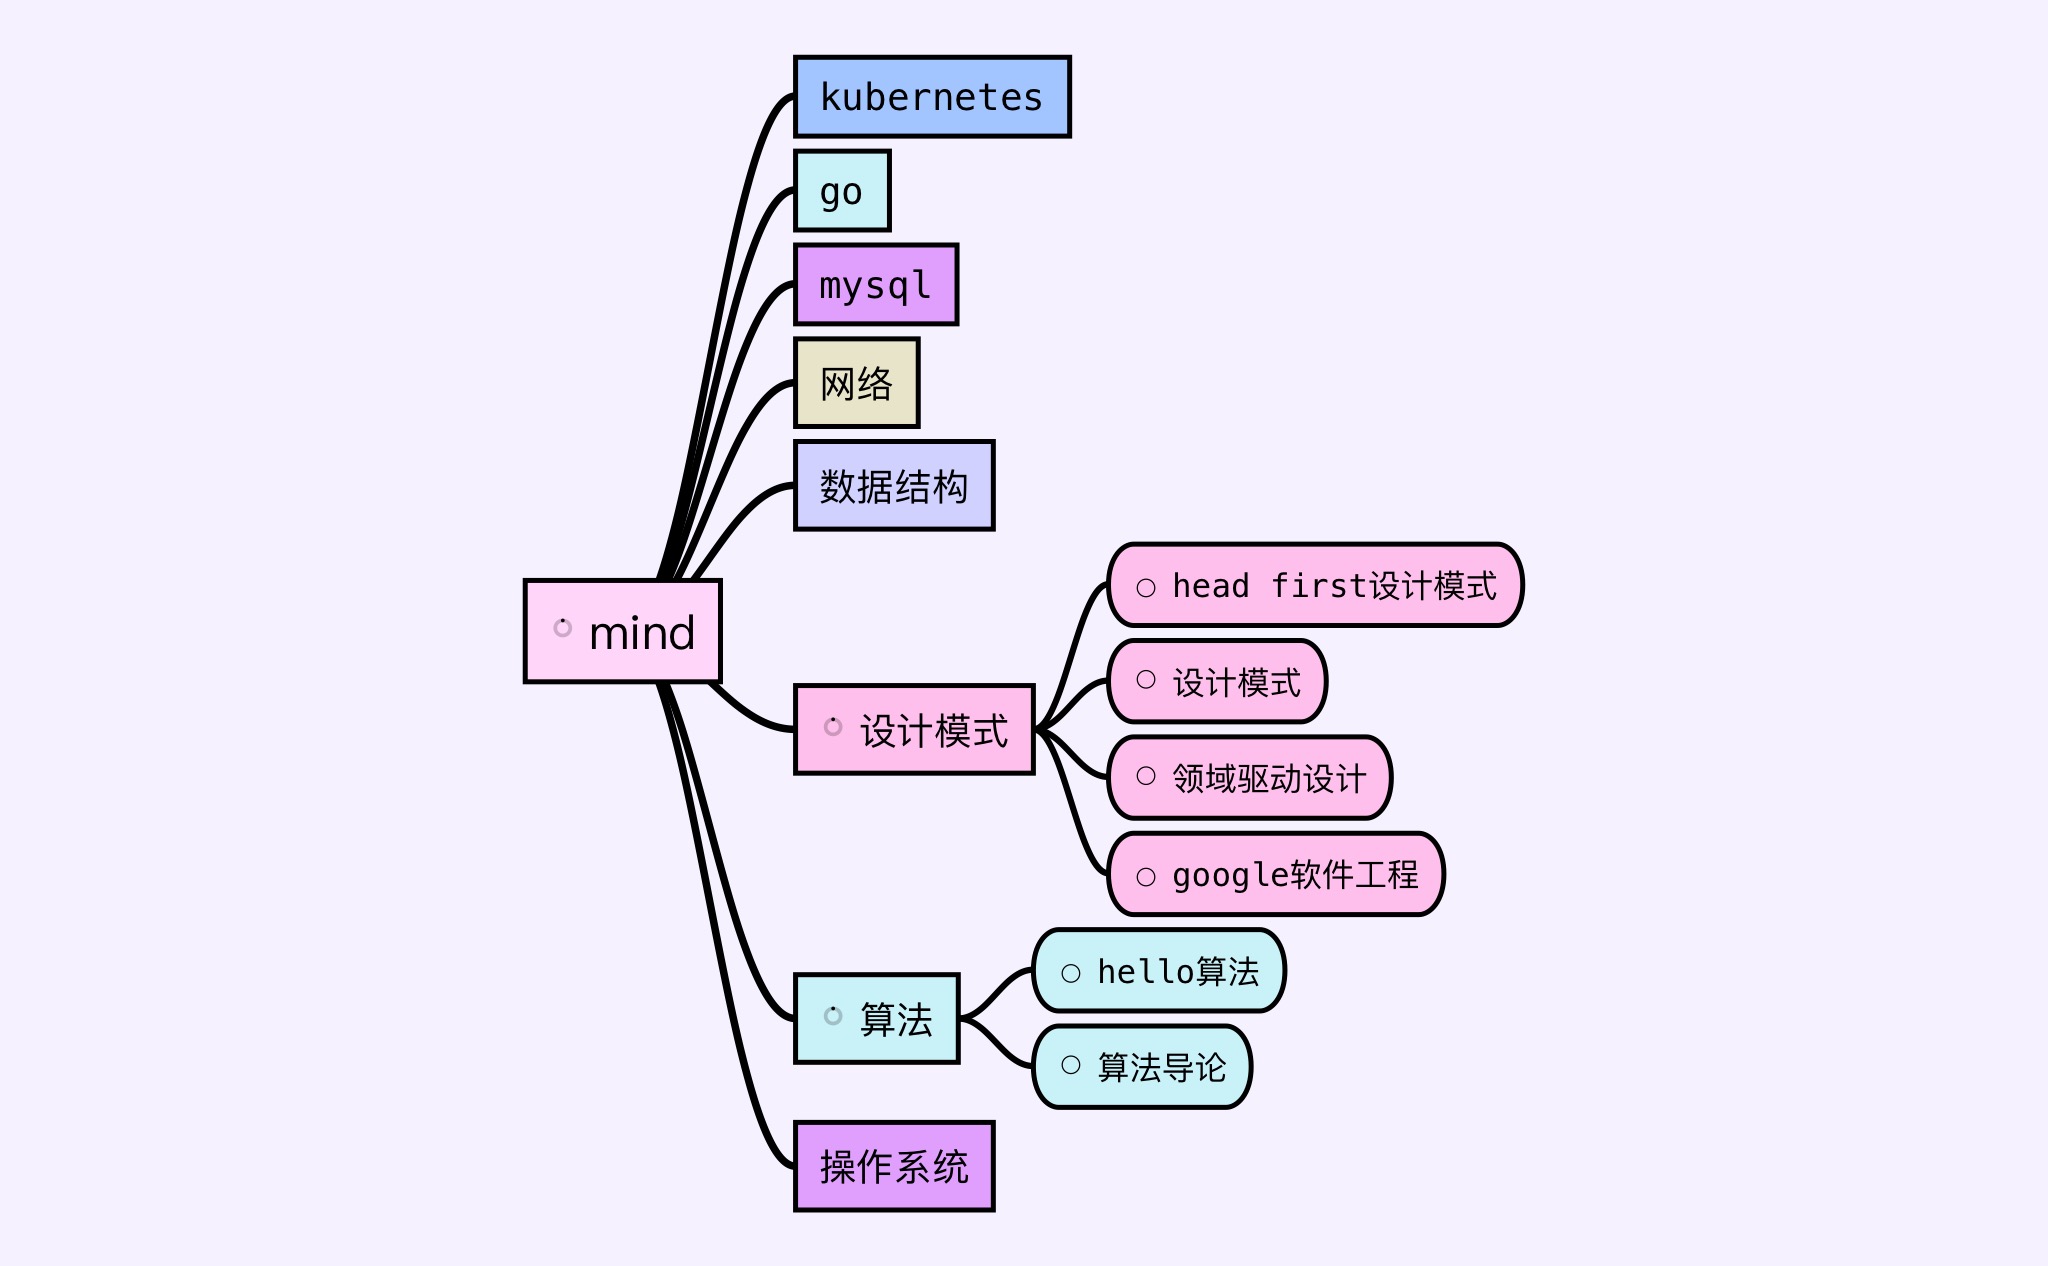 kubernetes
go
mysql
网络
数据结构
mind
设计模式
head first设计模式
设计模式
领域驱动设计
google软件工程
算法
hello算法
算法导论
操作系统